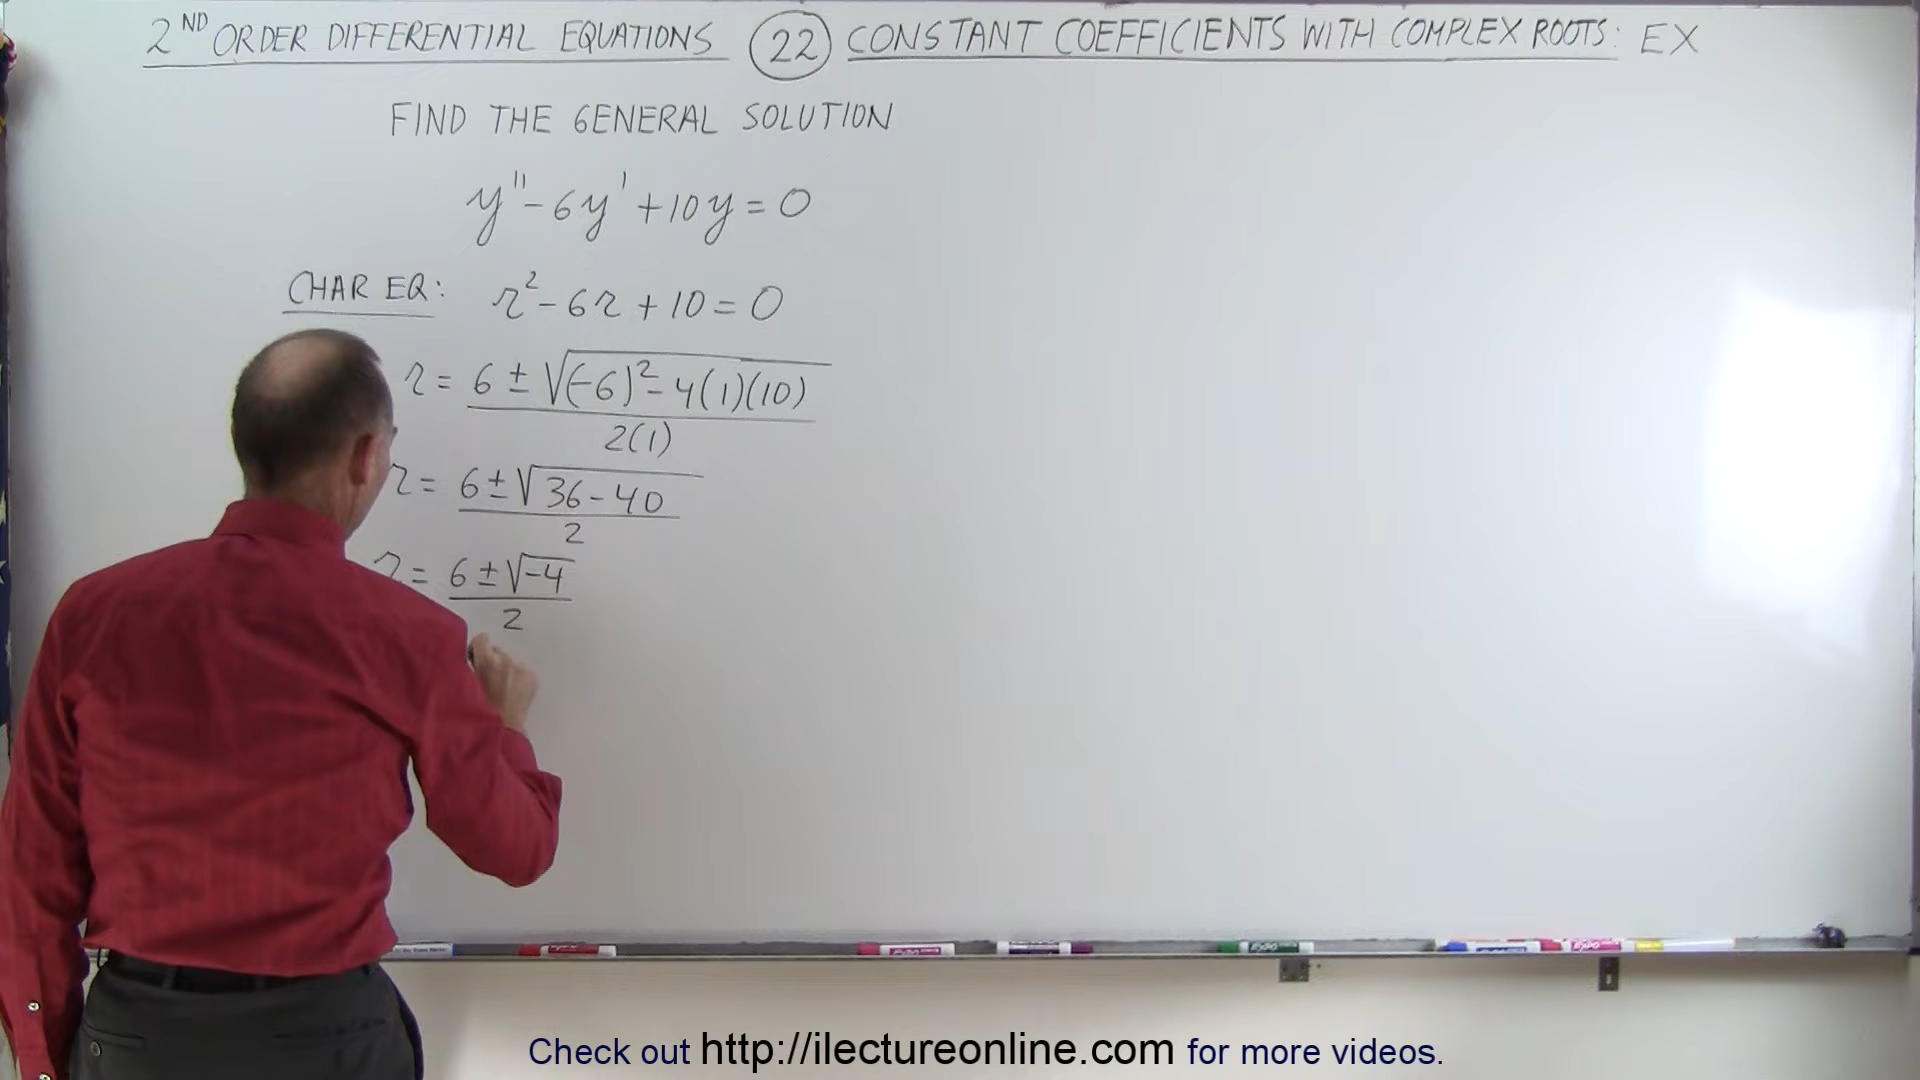 2ND ORDER DIFFERENTIAL EQUATIONS 22 CONSTANT COEFFICIENTS WITH COMPLEX ROOTS: EX
FIND THE GENERAL SOLUTION
y'' - 6y' + 10y = 0
CHAR EQ: r² - 6r + 10 = 0
r = 6 ± √(-6)² - 4(1)(10)
2(1)
r = 6 ± √36 - 40
2
r = 6 ± √-4
2
Check out http://ilectureonline.com for more videos.